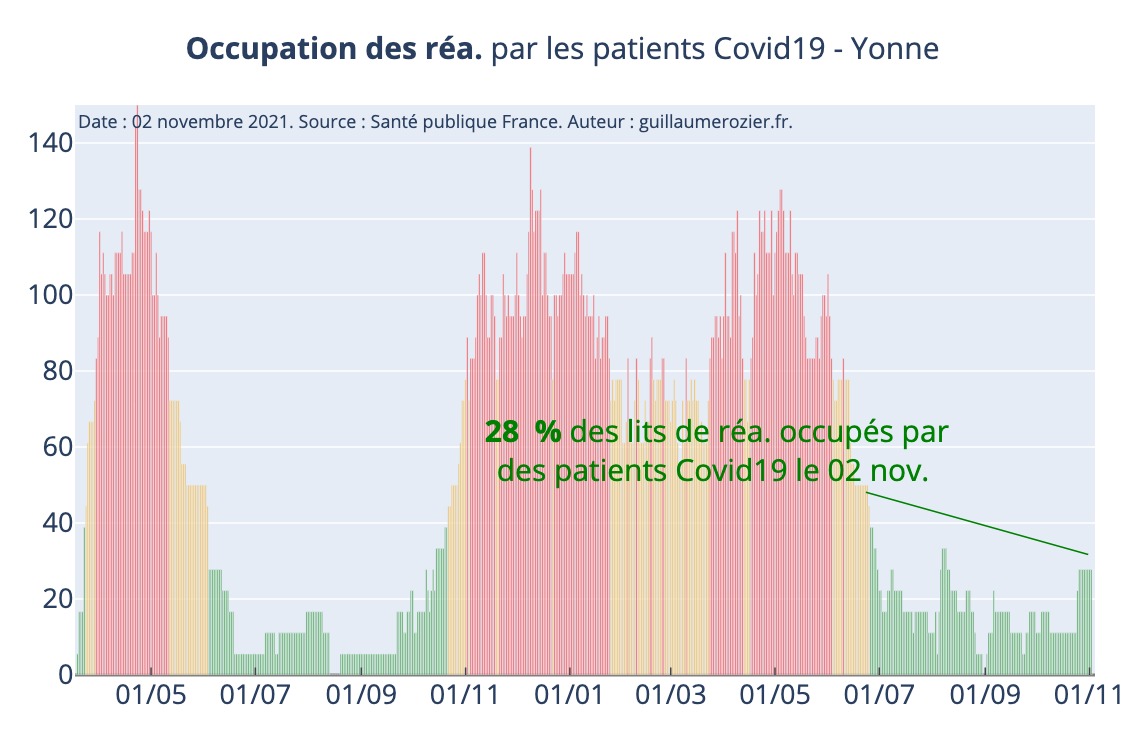 Occupation des réa. par les patients Covid19 - Yonne
Date : 02 novembre 2021. Source : Santé publique France. Auteur : guillaumerozier.fr.
140
120
100
80
60
40
20
0
28 % des lits de réa. occupés par
des patients Covid19 le 02 nov.
01/05 01/07 01/09 01/11 01/01 01/03 01/05 01/07 01/09 01/11